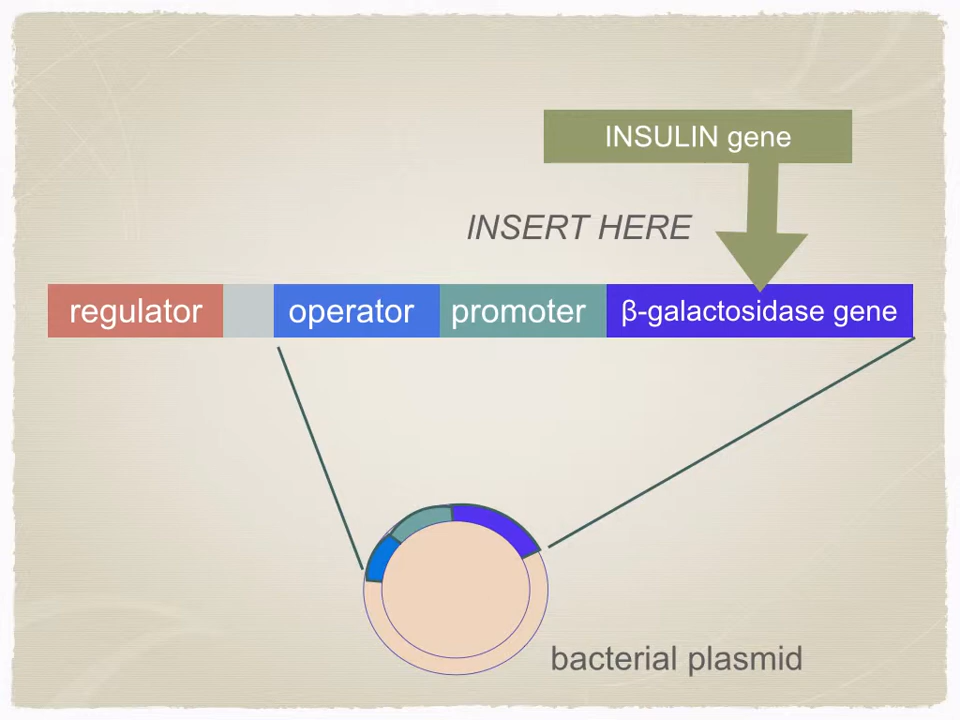 INSULIN gene
INSERT HERE
regulator operator promoter β-galactosidase gene
bacterial plasmid